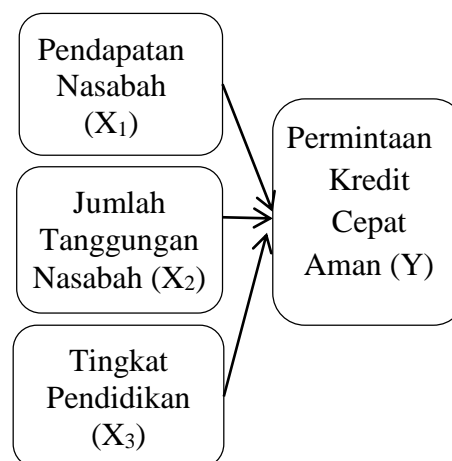 Pendapatan
Nasabah
(X₁)
Permintaan
Kredit
Cepat
Aman (Y)
Jumlah
Tanggungan
Nasabah (X₂)
Tingkat
Pendidikan
(X₃)